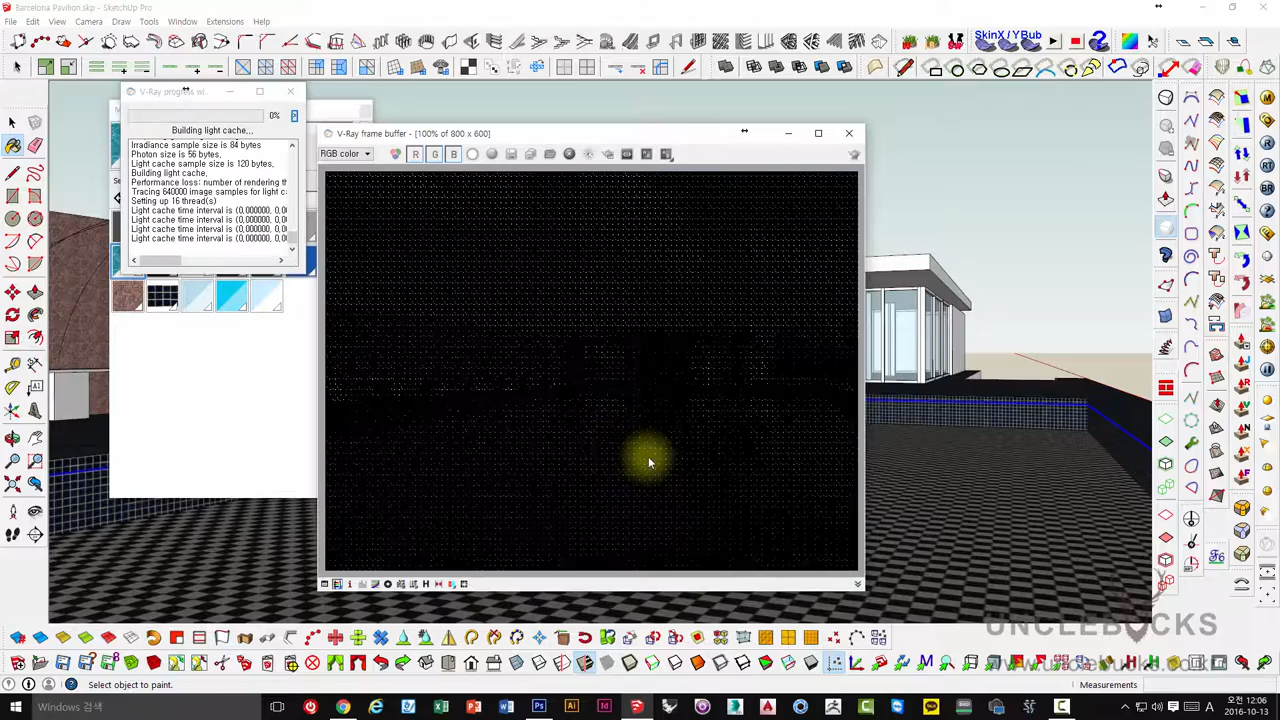 Barcelona Pavilion.skp - SketchUp Pro
File Edit View Camera Draw Tools Window Extensions Help
SkinX / YBub
V-Ray progress wi...
0%
Building light cache...
Irradiance sample size is 84 bytes
Photon size is 56 bytes,
Light cache sample size is 120 bytes,
Building light cache,
Performance loss: number of rendering th
Tracing 640000 image samples for light c
Setting up 16 thread(s)
Light cache time interval is (0,000000, 0,00
Light cache time interval is (0,000000, 0,00
Light cache time interval is (0,000000, 0,00
Light cache time interval is (0,000000, 0,00
V-Ray frame buffer - [100% of 800 x 600]
RGB color
R G B
UNCLEBOCKS
Select object to paint.
Measurements
Windows 검색
오전 12:06
2016-10-13